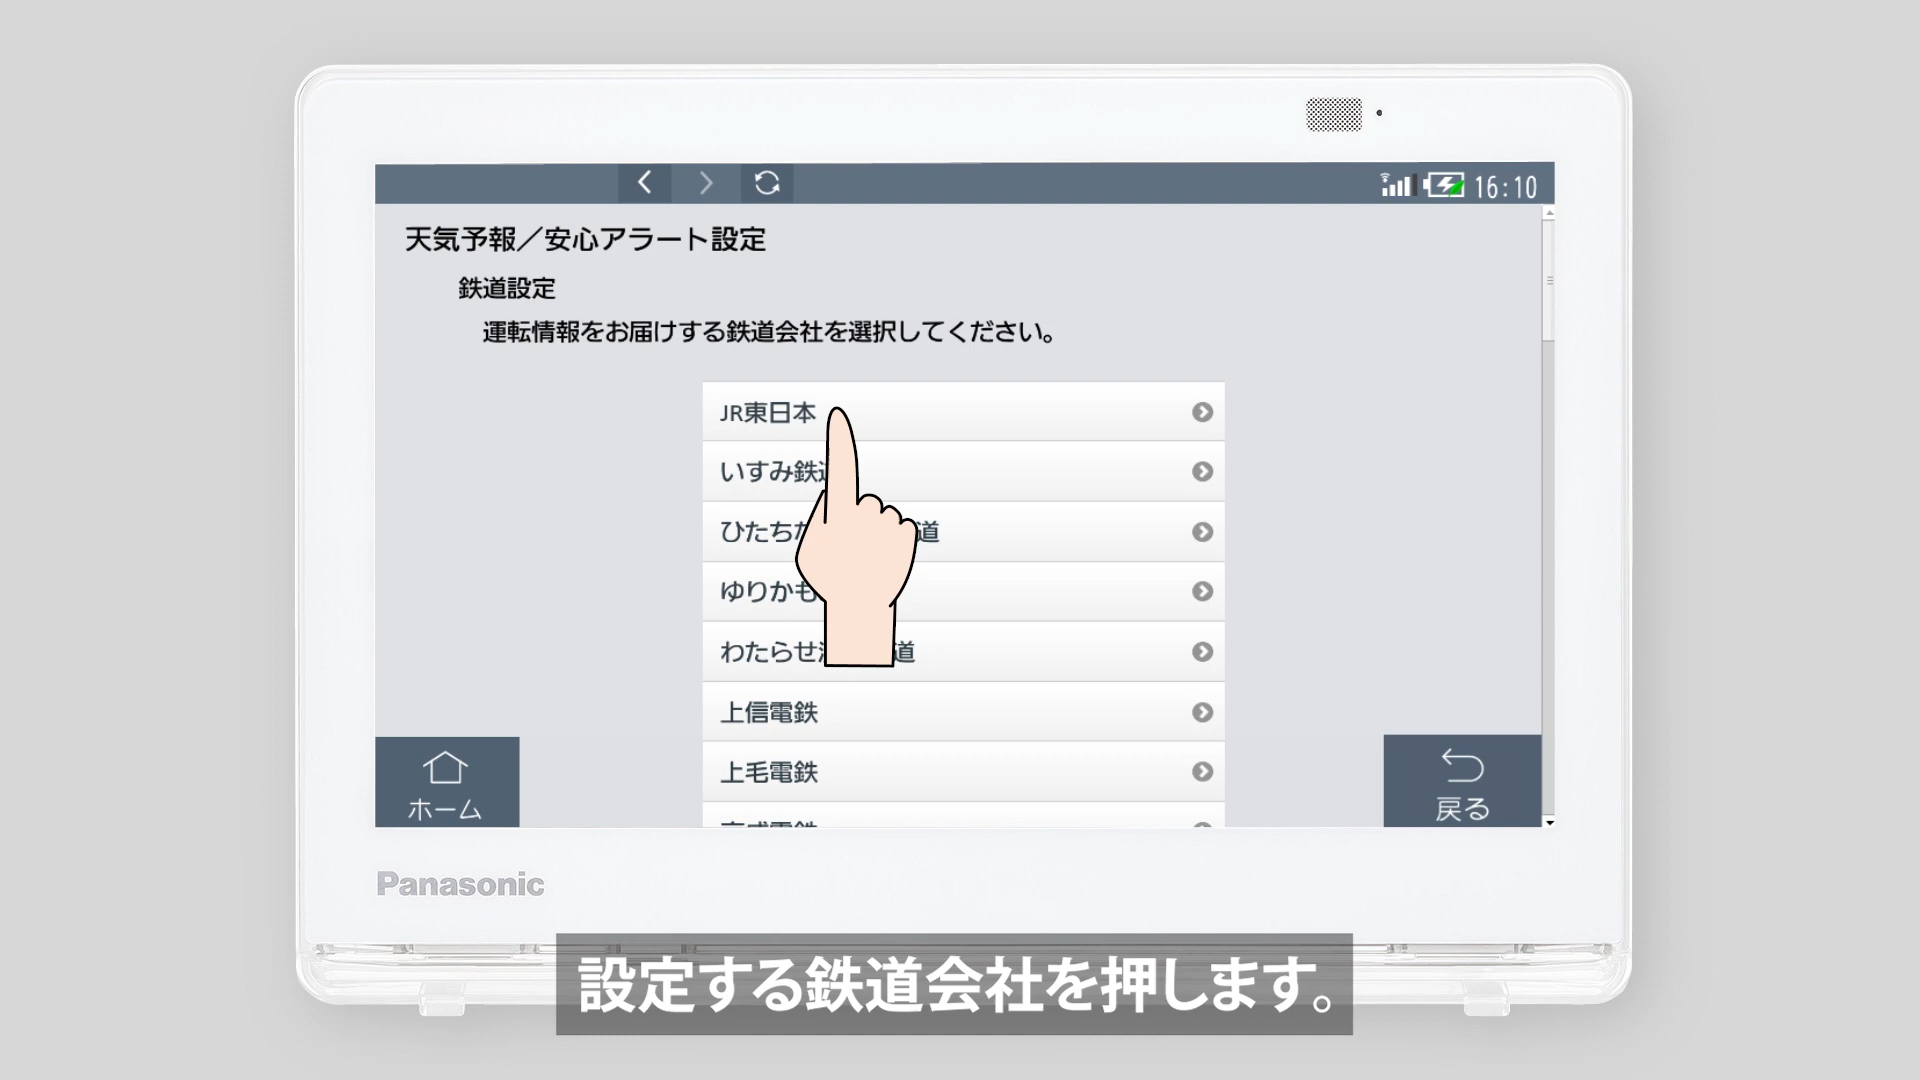 16:10
天気予報／安心アラート設定
鉄道設定
運転情報をお届けする鉄道会社を選択してください。
JR東日本
いすみ鉄道
ひたちな 道
ゆりかも
わたらせ 道
上信電鉄
上毛電鉄
ホーム
戻る
Panasonic
設定する鉄道会社を押します。